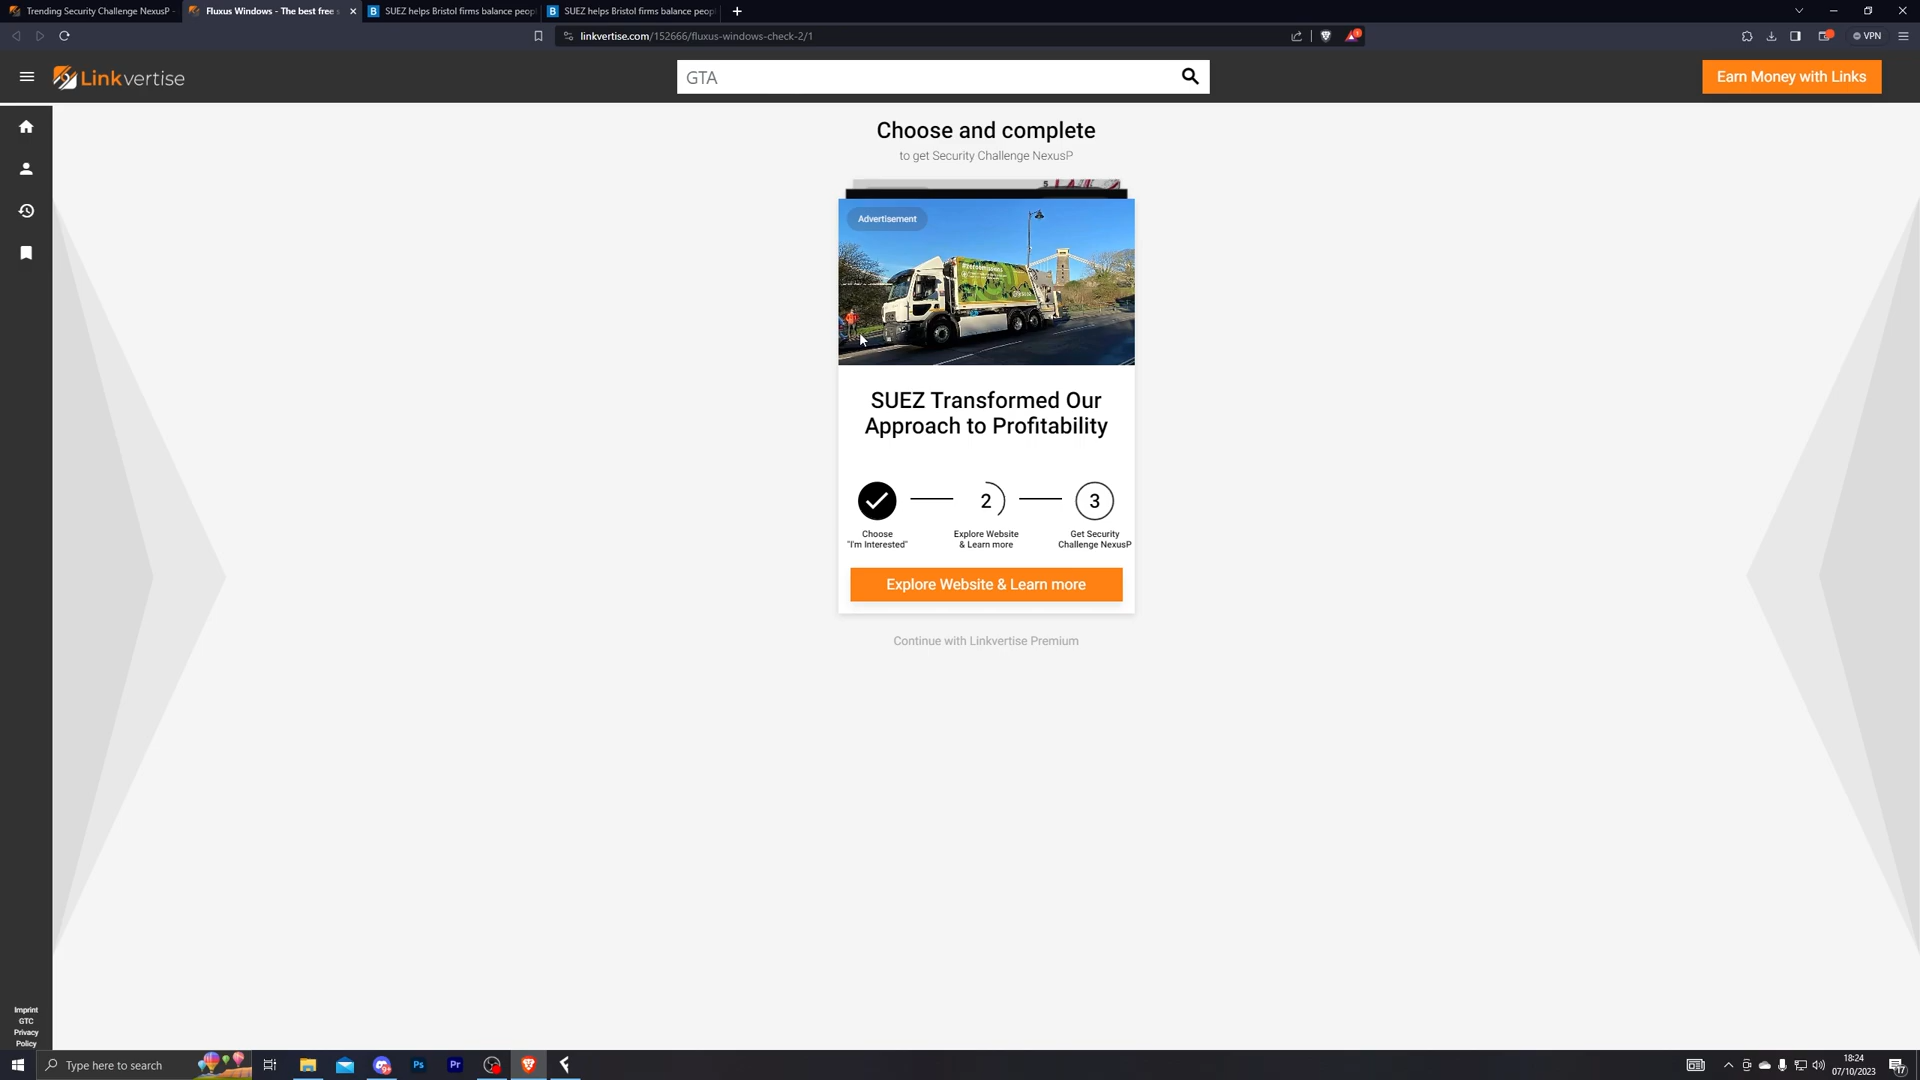 Trending Security Challenge NexusP -
Fluxus Windows - The best free
SUEZ helps Bristol firms balance peop
SUEZ helps Bristol firms balance peop
linkvertise.com/152666/fluxus-windows-check-2/1
VPN
Linkvertise
GTA
Earn Money with Links
Choose and complete
to get Security Challenge NexusP
Advertisement
SUEZ Transformed Our
Approach to Profitability
2
3
Choose
"I'm Interested"
Explore Website
& Learn more
Get Security
Challenge NexusP
Explore Website & Learn more
Continue with Linkvertise Premium
Imprint
GTC
Privacy
Policy
Type here to search
Ps
Pr
18:24
07/10/2023
17